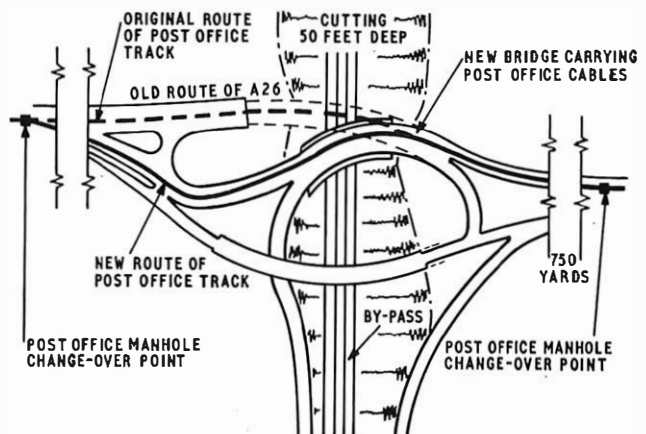 ORIGINAL ROUTE
OF POST OFFICE
TRACK
CUTTING
50 FEET DEEP
NEW BRIDGE CARRYING
POST OFFICE CABLES
OLD ROUTE OF A26
NEW ROUTE OF
POST OFFICE TRACK
750
YARDS
BY-PASS
POST OFFICE MANHOLE
CHANGE-OVER POINT
POST OFFICE MANHOLE
CHANGE-OVER POINT